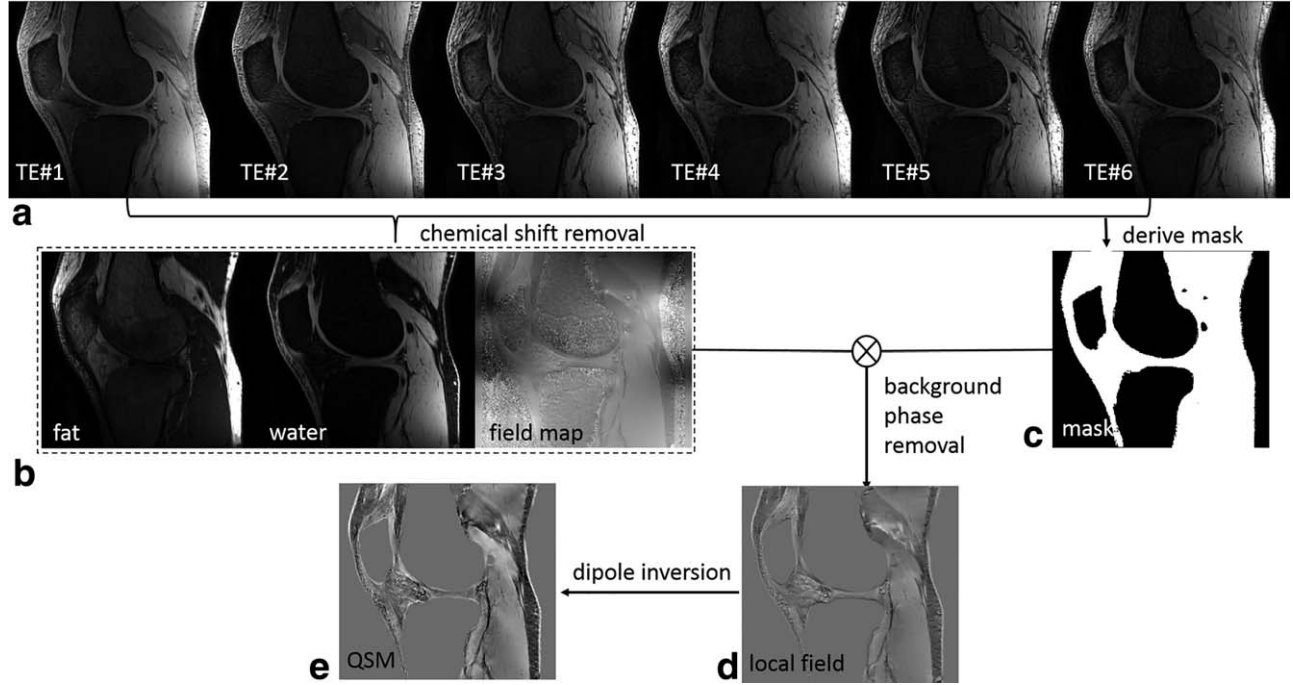 TE#1
TE#2
TE#3
TE#4
TE#5
TE#6
a
chemical shift removal
derive mask
fat
water
field map
b
background
phase
removal
mask
c
QSM
e
dipole inversion
local field
d